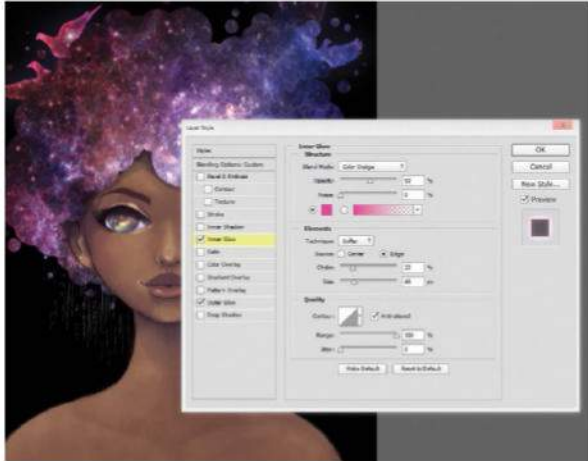 Layer Style
Styles
Blending Options: Custom
Bevel & Emboss
Contour
Texture
Stroke
Inner Shadow
Inner Glow
Satin
Color Overlay
Gradient Overlay
Pattern Overlay
Outer Glow
Drop Shadow
Inner Glow
Structure
Blend Mode: Color Dodge
Opacity: %
Noise: 0 %
Elements
Technique: Softer
Source: Center Edge
Choke: %
Size: px
Quality
Contour: Anti-aliased
Range: 100 %
Jitter: 0 %
Make Default Reset to Default
OK
Cancel
New Style...
Preview